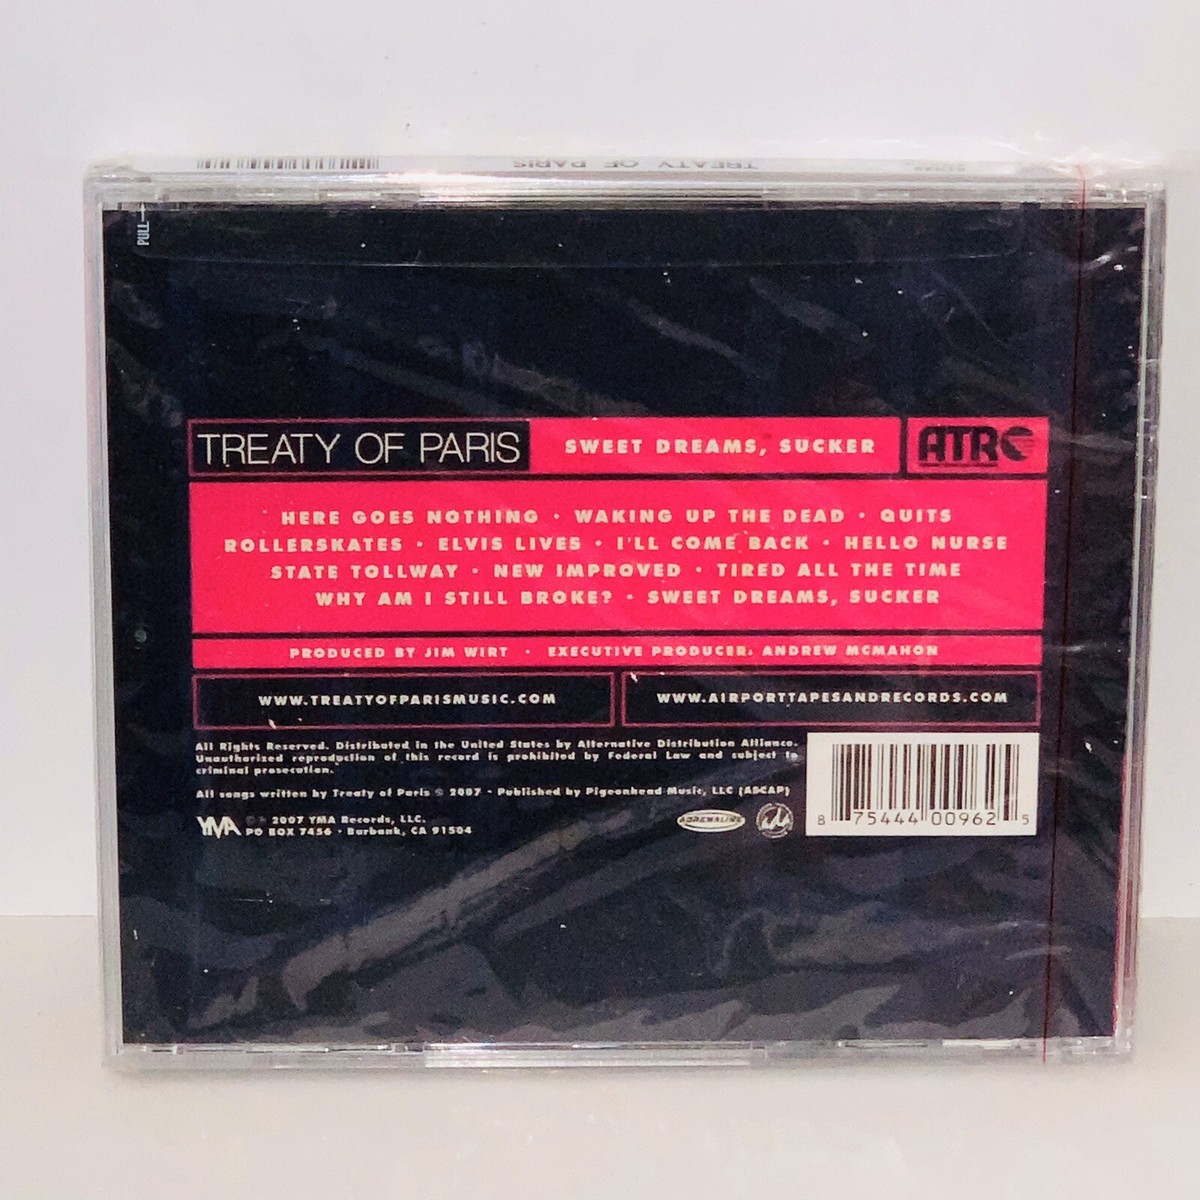 TREATY OF PARIS
PULL
TREATY OF PARIS SWEET DREAMS, SUCKER ATR
HERE GOES NOTHING · WAKING UP THE DEAD · QUITS
ROLLERSKATES · ELVIS LIVES · I'LL COME BACK · HELLO NURSE
STATE TOLLWAY · NEW IMPROVED · TIRED ALL THE TIME
WHY AM I STILL BROKE? · SWEET DREAMS, SUCKER
PRODUCED BY JIM WIRT · EXECUTIVE PRODUCER: ANDREW MCMAHON
WWW.TREATYOFPARISMUSIC.COM WWW.AIRPORTTAPESANDRECORDS.COM
All Rights Reserved. Distributed in the United States by Alternative Distribution Alliance.
Unauthorized reproduction of this record is prohibited by Federal Law and subject to
criminal prosecution.
All songs written by Treaty of Paris © 2007 · Published by Pigeonhead Music, LLC (ASCAP)
YMA © ℗ 2007 YMA Records, LLC.
PO BOX 7456 · Burbank, CA 91504
ADRENALINE ada
8 75444 00962 5